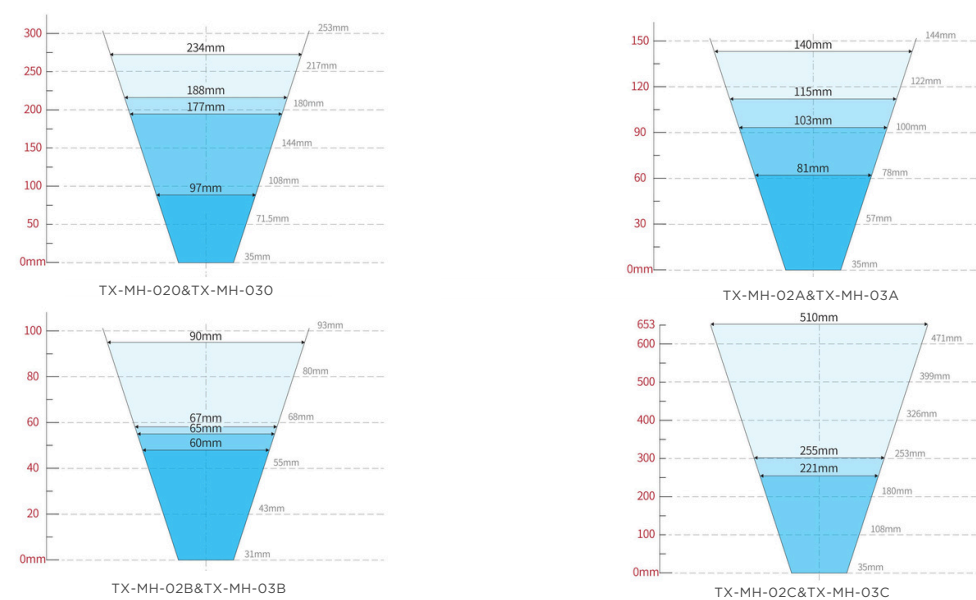 300
253mm
234mm
250
217mm
188mm
200
180mm
177mm
150
144mm
100
108mm
97mm
50
71.5mm
0mm
35mm
TX-MH-020&TX-MH-030
150
144mm
140mm
120
122mm
115mm
103mm
90
100mm
81mm
60
78mm
30
57mm
0mm
35mm
TX-MH-02A&TX-MH-03A
100
93mm
90mm
80
80mm
60
68mm
67mm
65mm
60mm
40
55mm
20
43mm
0mm
31mm
TX-MH-02B&TX-MH-03B
653
510mm
600
471mm
500
399mm
400
326mm
300
255mm
253mm
221mm
200
180mm
100
108mm
0mm
35mm
TX-MH-02C&TX-MH-03C